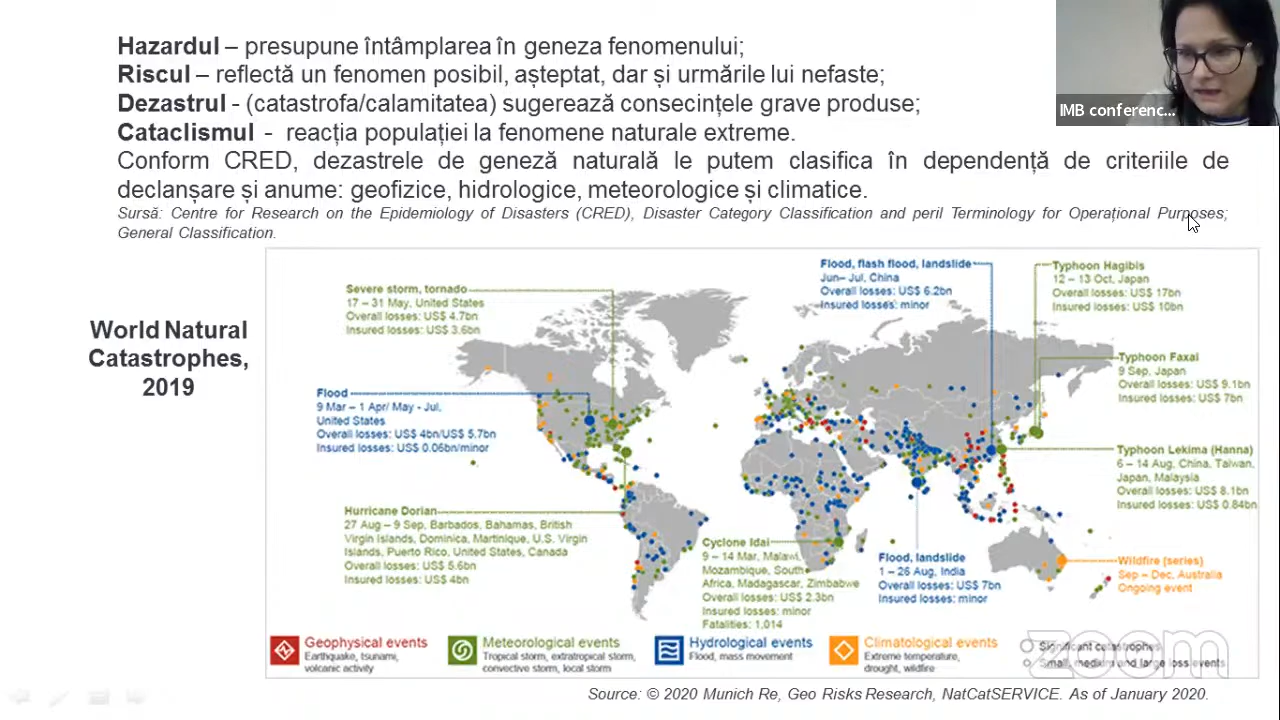 Hazardul – presupune întâmplarea în geneza fenomenului;
Riscul – reflectă un fenomen posibil, așteptat, dar și urmările lui nefaste;
Dezastrul - (catastrofa/calamitatea) sugerează consecințele grave produse;
Cataclismul - reacția populației la fenomene naturale extreme.
Conform CRED, dezastrele de geneză naturală le putem clasifica în dependență de criteriile de
declanșare și anume: geofizice, hidrologice, meteorologice și climatice.
Sursă: Centre for Research on the Epidemiology of Disasters (CRED), Disaster Category Classification and peril Terminology for Operațional Purposes;
General Classification.
IMB conferenc...
World Natural
Catastrophes,
2019
Severe storm, tornado
17 – 31 May, United States
Overall losses: US$ 4.7bn
Insured losses: US$ 3.6bn
Flood, flash flood, landslide
Jun– Jul, China
Overall losses: US$ 6.2bn
Insured losses: minor
Typhoon Hagibis
12 – 13 Oct, Japan
Overall losses: US$ 17bn
Insured losses: US$ 10bn
Typhoon Faxai
9 Sep, Japan
Overall losses: US$ 9.1bn
Insured losses: US$ 7bn
Flood
9 Mar – 1 Apr/ May - Jul,
United States
Overall losses: US$ 4bn/US$ 5.7bn
Insured losses: US$ 0.06bn/minor
Typhoon Lekima (Hanna)
6 – 14 Aug, China, Taiwan,
Japan, Malaysia
Overall losses: US$ 8.1bn
Insured losses: US$ 0.84bn
Hurricane Dorian
27 Aug – 9 Sep, Barbados, Bahamas, British
Virgin Islands, Dominica, Martinique, U.S. Virgin
Islands, Puerto Rico, United States, Canada
Overall losses: US$ 5.6bn
Insured losses: US$ 4bn
Cyclone Idai
9 – 14 Mar, Malawi,
Mozambique, South
Africa, Madagascar, Zimbabwe
Overall losses: US$ 2.3bn
Insured losses: minor
Fatalities: 1,014
Flood, landslide
1 – 26 Aug, India
Overall losses: US$ 7bn
Insured losses: minor
Wildfire (series)
Sep – Dec, Australia
Ongoing event
Geophysical events
Earthquake, tsunami,
volcanic activity
Meteorological events
Tropical storm, extratropical storm,
convective storm, local storm
Hydrological events
Flood, mass movement
Climatological events
Extreme temperature,
drought, wildfire
Significant catastrophes
Small, medium and large loss events
zoom
Source: © 2020 Munich Re, Geo Risks Research, NatCatSERVICE. As of January 2020.